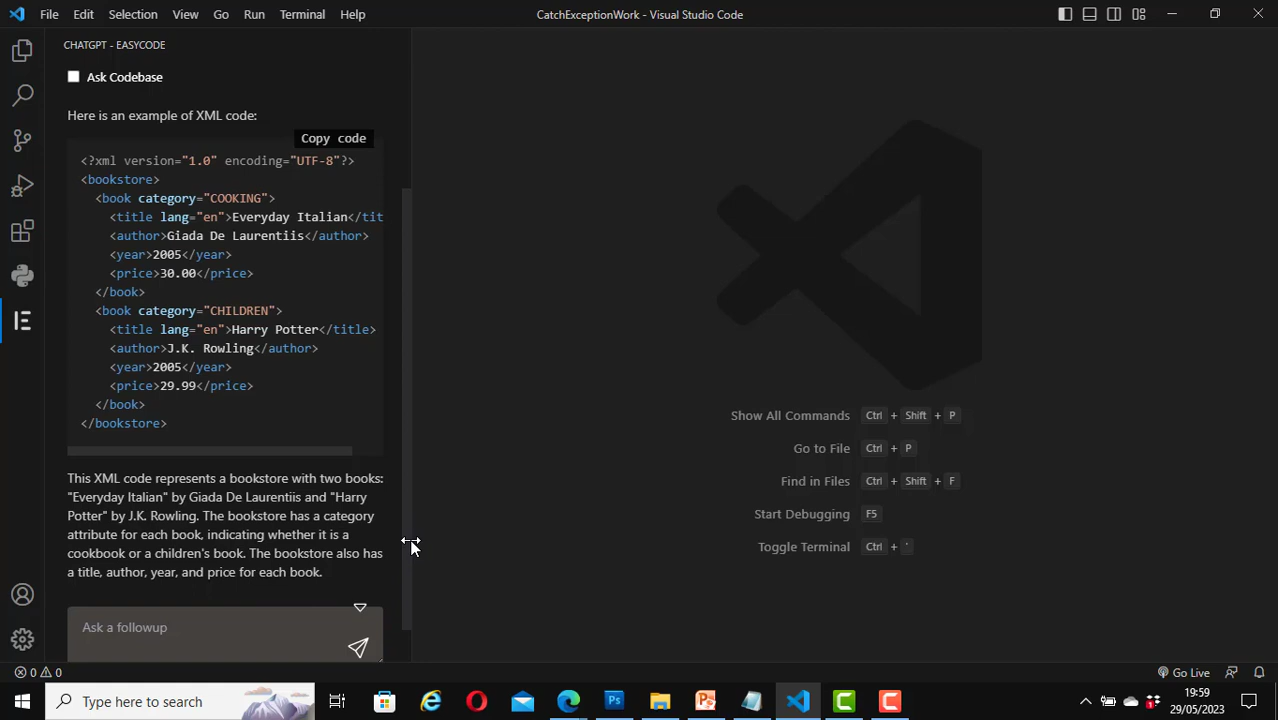 File Edit Selection View Go Run Terminal Help
CatchExceptionWork - Visual Studio Code
CHATGPT - EASYCODE
Ask Codebase
Here is an example of XML code:
Copy code
<?xml version="1.0" encoding="UTF-8"?>
<bookstore>
<book category="COOKING">
<title lang="en">Everyday Italian</tit
<author>Giada De Laurentiis</author>
<year>2005</year>
<price>30.00</price>
</book>
<book category="CHILDREN">
<title lang="en">Harry Potter</title>
<author>J.K. Rowling</author>
<year>2005</year>
<price>29.99</price>
</book>
</bookstore>
This XML code represents a bookstore with two books:
"Everyday Italian" by Giada De Laurentiis and "Harry
Potter" by J.K. Rowling. The bookstore has a category
attribute for each book, indicating whether it is a
cookbook or a children's book. The bookstore also has
a title, author, year, and price for each book.
Ask a followup
Show All Commands Ctrl + Shift + P
Go to File Ctrl + P
Find in Files Ctrl + Shift + F
Start Debugging F5
Toggle Terminal Ctrl + '
0 0
Go Live
Type here to search
Ps
1
19:59
29/05/2023